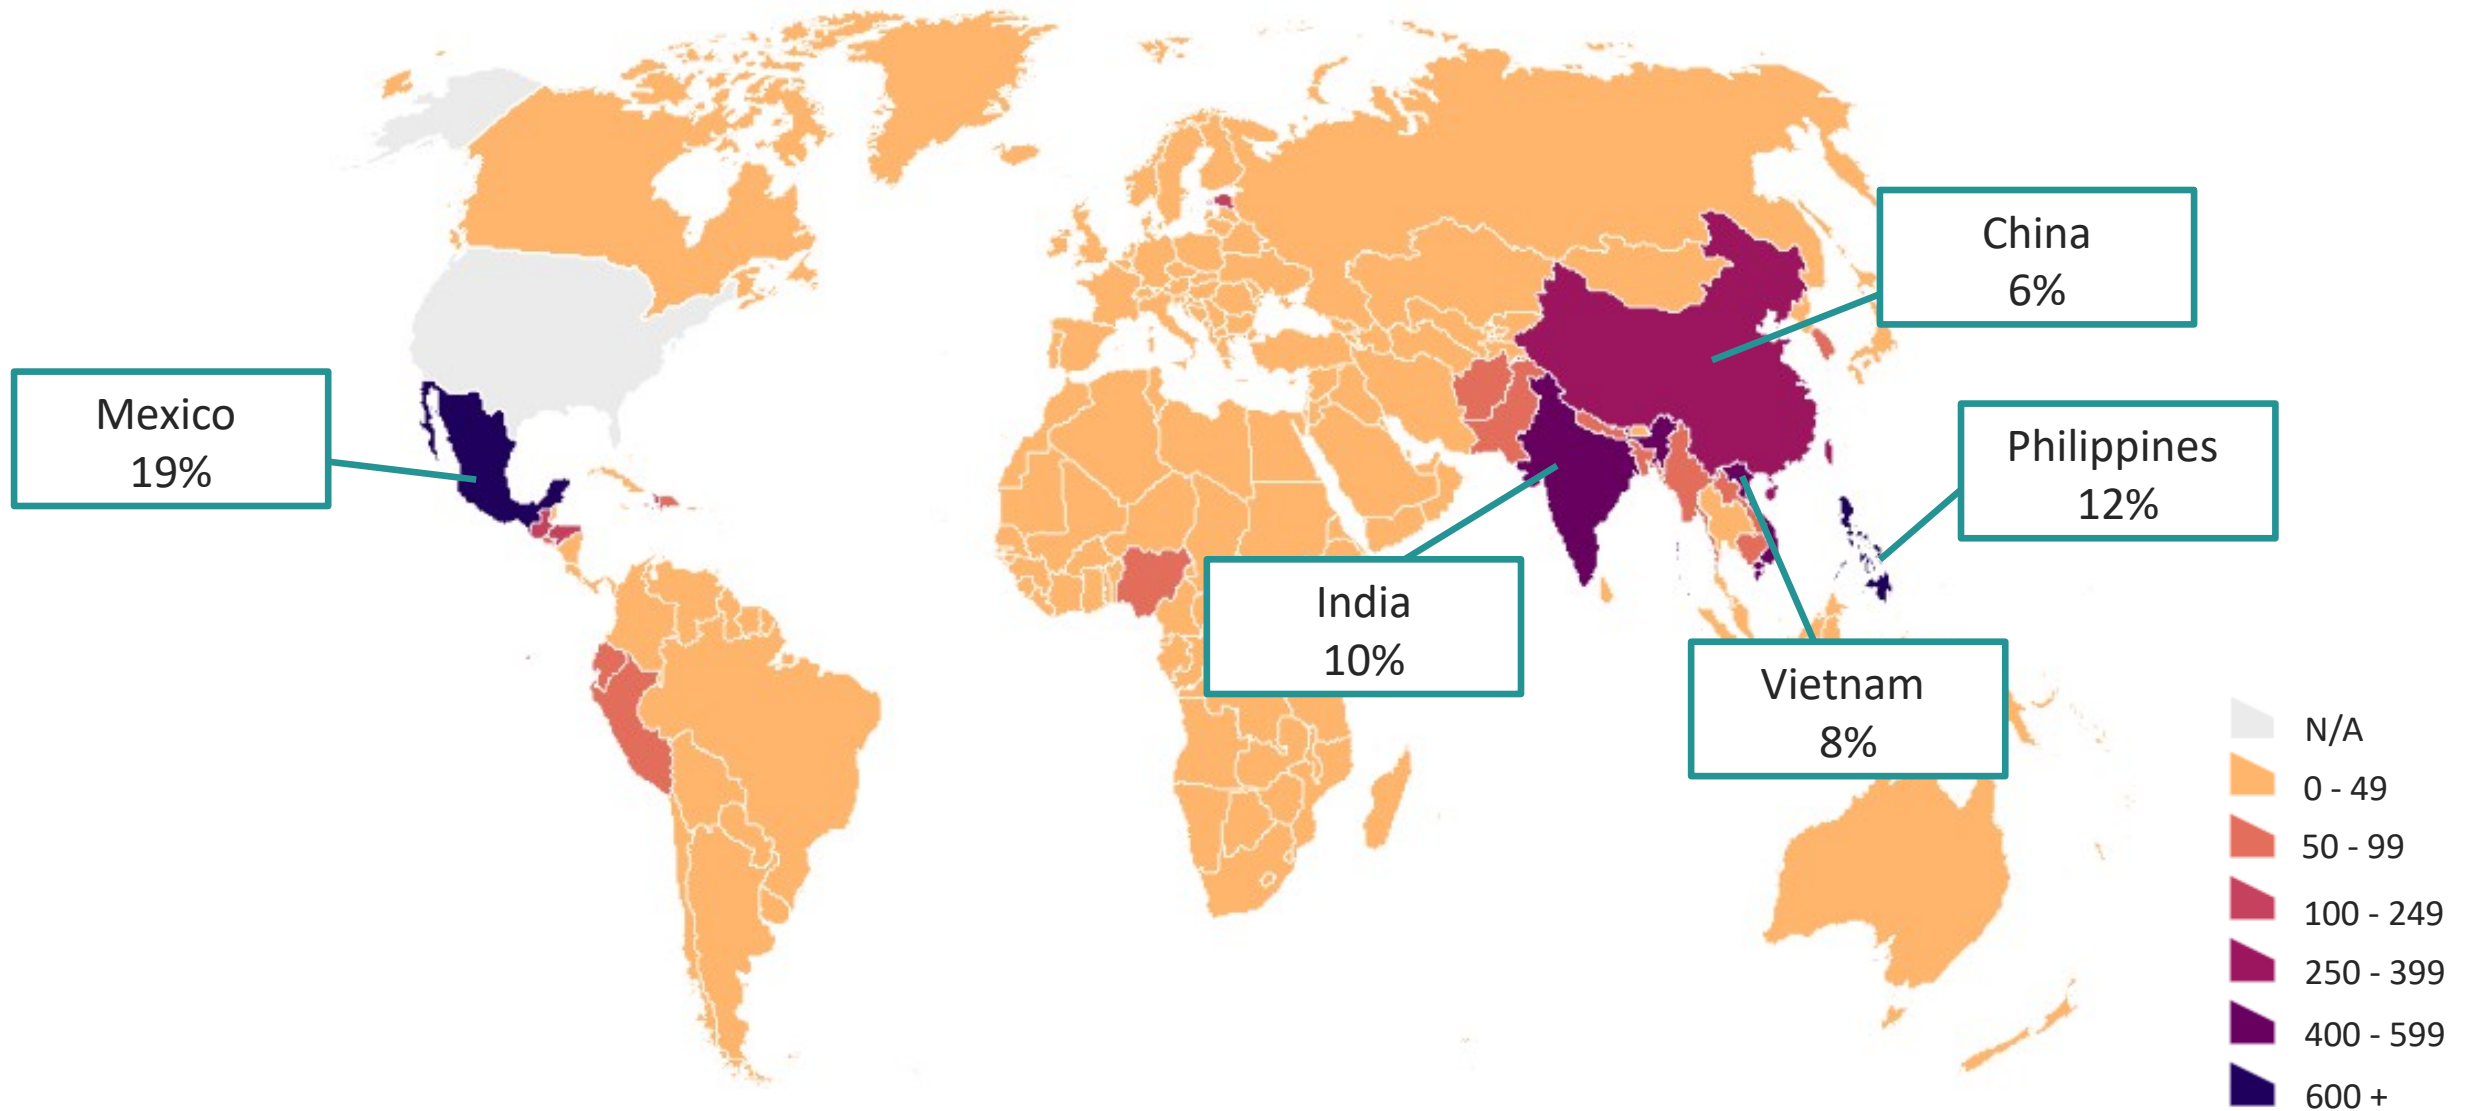 China
6%
Mexico
19%
Philippines
12%
India
10%
Vietnam
8%
N/A
0 - 49
50 - 99
100 - 249
250 - 399
400 - 599
600 +